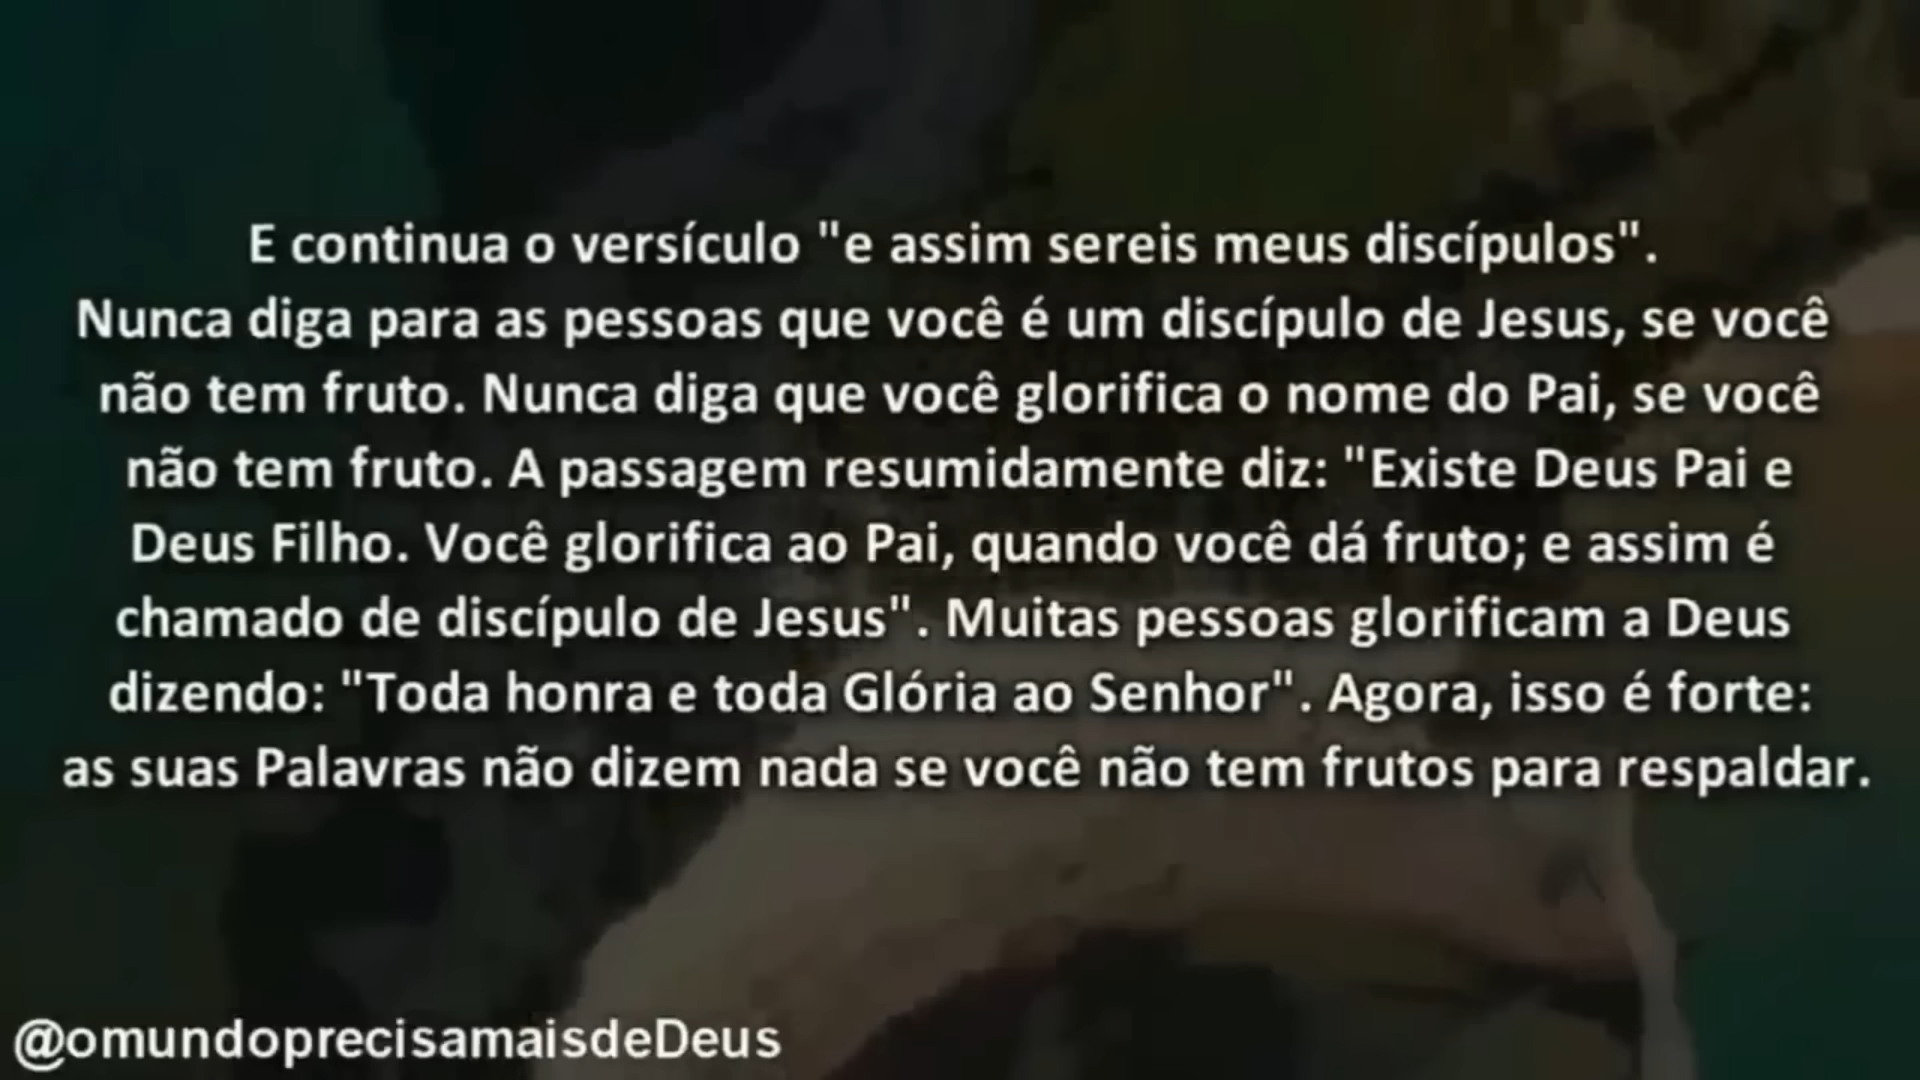 E continua o versículo "e assim sereis meus discípulos".
Nunca diga para as pessoas que você é um discípulo de Jesus, se você
não tem fruto. Nunca diga que você glorifica o nome do Pai, se você
não tem fruto. A passagem resumidamente diz: "Existe Deus Pai e
Deus Filho. Você glorifica ao Pai, quando você dá fruto; e assim é
chamado de discípulo de Jesus". Muitas pessoas glorificam a Deus
dizendo: "Toda honra e toda Glória ao Senhor". Agora, isso é forte:
as suas Palavras não dizem nada se você não tem frutos para respaldar.
@omundoprecisamaisdeDeus